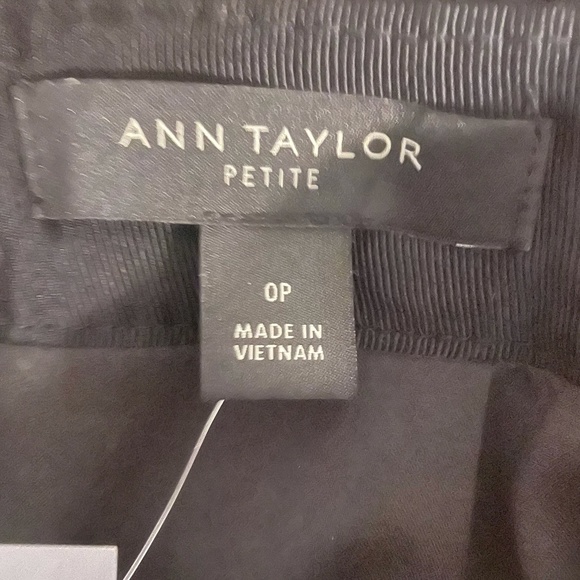 ANN TAYLOR
PETITE
0P
MADE IN
VIETNAM